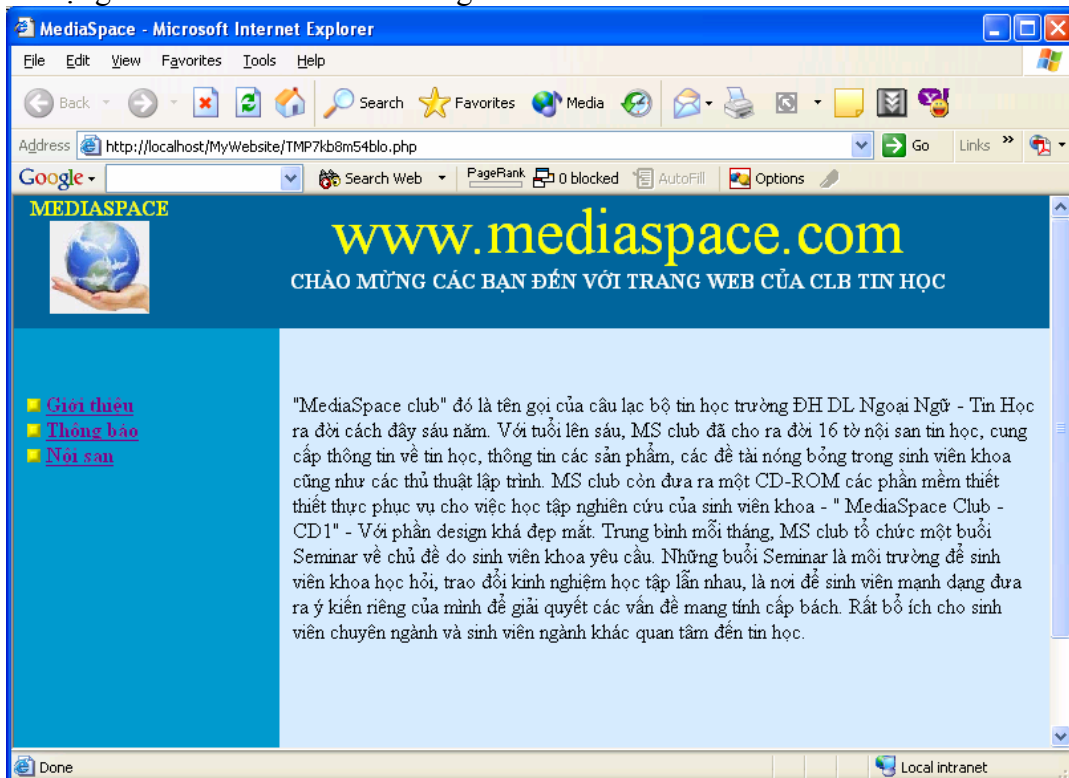 MediaSpace - Microsoft Internet Explorer
File Edit View Favorites Tools Help
Back Search Favorites Media
Address http://localhost/MyWebsite/TMP7kb8m54blo.php Go Links »
Google Search Web PageRank 0 blocked AutoFill Options
MEDIASPACE
www.mediaspace.com
CHÀO MỪNG CÁC BẠN ĐẾN VỚI TRANG WEB CỦA CLB TIN HỌC
Giới thiệu
Thông báo
Nội san
"MediaSpace club" đó là tên gọi của câu lạc bộ tin học trường ĐH DL Ngoại Ngữ - Tin Học
ra đời cách đây sáu năm. Với tuổi lên sáu, MS club đã cho ra đời 16 tờ nội san tin học, cung
cấp thông tin về tin học, thông tin các sản phẩm, các đề tài nóng bỏng trong sinh viên khoa
cũng như các thủ thuật lập trình. MS club còn đưa ra một CD-ROM các phần mềm thiết
thiết thực phục vụ cho việc học tập nghiên cứu của sinh viên khoa - " MediaSpace Club -
CD1" - Với phần design khá đẹp mắt. Trung bình mỗi tháng, MS club tổ chức một buổi
Seminar về chủ đề do sinh viên khoa yêu cầu. Những buổi Seminar là môi trường để sinh
viên khoa học hỏi, trao đổi kinh nghiệm học tập lẫn nhau, là nơi để sinh viên mạnh dạng đưa
ra ý kiến riêng của mình để giải quyết các vấn đề mang tính cấp bách. Rất bổ ích cho sinh
viên chuyên ngành và sinh viên ngành khác quan tâm đến tin học.
Done Local intranet